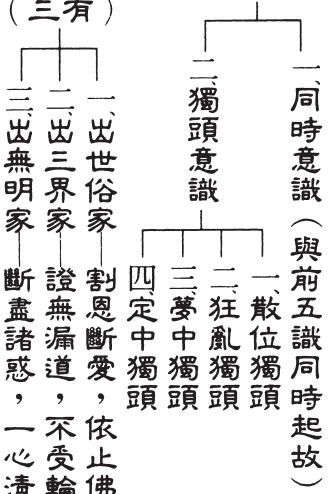 一、同時意識（與前五識同時起故）
二、獨頭意識
一、散位獨頭
二、狂亂獨頭
三、夢中獨頭
四、定中獨頭
（三有）
一、出世俗家—割恩斷愛，依止佛
二、出三界家—證無漏道，不受輪
三、出無明家—斷盡諸惑，一心清